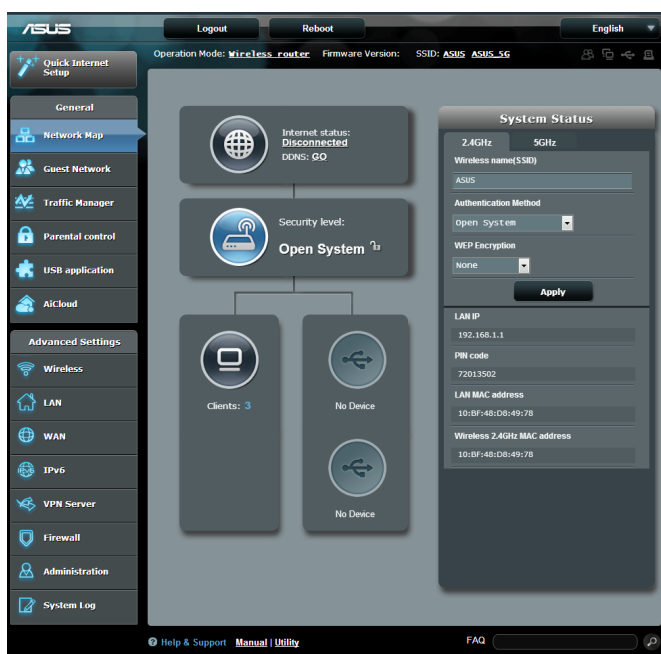 ASUS
Logout
Reboot
English
Quick Internet
Setup
Operation Mode: Wireless router Firmware Version: SSID: ASUS ASUS_5G
General
Network Map
Guest Network
Traffic Manager
Parental control
USB application
AiCloud
Advanced Settings
Wireless
LAN
WAN
IPv6
IPv6
VPN Server
Firewall
Administration
System Log
Internet status:
Disconnected
DDNS: GO
Security level:
Open System
Clients: 3
No Device
No Device
System Status
2.4GHz
5GHz
Wireless name(SSID)
ASUS
Authentication Method
Open System
WEP Encryption
None
Apply
LAN IP
192.168.1.1
PIN code
72013502
LAN MAC address
10:BF:48:D8:49:78
Wireless 2.4GHz MAC address
10:BF:48:D8:49:78
? Help & Support Manual | Utility
FAQ